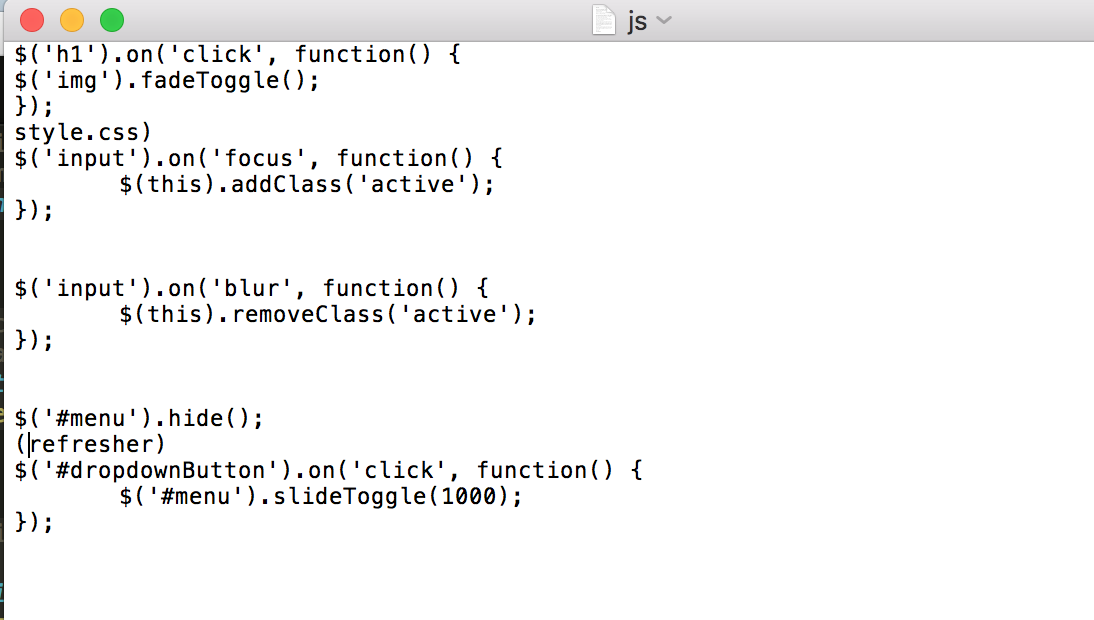 js
$('h1').on('click', function() {
$('img').fadeToggle();
});
style.css)
$('input').on('focus', function() {
$(this).addClass('active');
});
$('input').on('blur', function() {
$(this).removeClass('active');
});
$('#menu').hide();
(refresher)
$('#dropdownButton').on('click', function() {
$('#menu').slideToggle(1000);
});